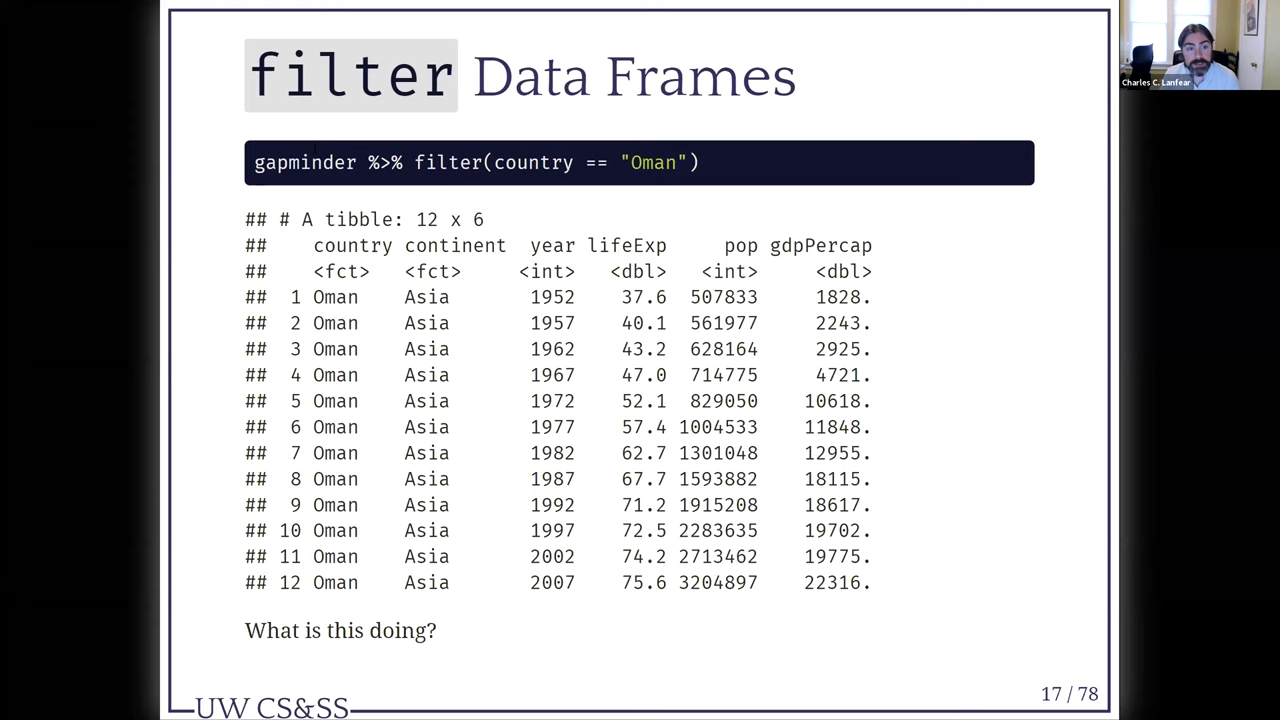 filter Data Frames
Charles C. Lanfear
gapminder %>% filter(country == "Oman")
## # A tibble: 12 x 6
##    country continent  year lifeExp     pop gdpPercap
##    <fct>   <fct>     <int>   <dbl>   <int>     <dbl>
##  1 Oman    Asia       1952    37.6  507833     1828.
##  2 Oman    Asia       1957    40.1  561977     2243.
##  3 Oman    Asia       1962    43.2  628164     2925.
##  4 Oman    Asia       1967    47.0  714775     4721.
##  5 Oman    Asia       1972    52.1  829050    10618.
##  6 Oman    Asia       1977    57.4 1004533    11848.
##  7 Oman    Asia       1982    62.7 1301048    12955.
##  8 Oman    Asia       1987    67.7 1593882    18115.
##  9 Oman    Asia       1992    71.2 1915208    18617.
## 10 Oman    Asia       1997    72.5 2283635    19702.
## 11 Oman    Asia       2002    74.2 2713462    19775.
## 12 Oman    Asia       2007    75.6 3204897    22316.
What is this doing?
17 / 78
UW CS&SS